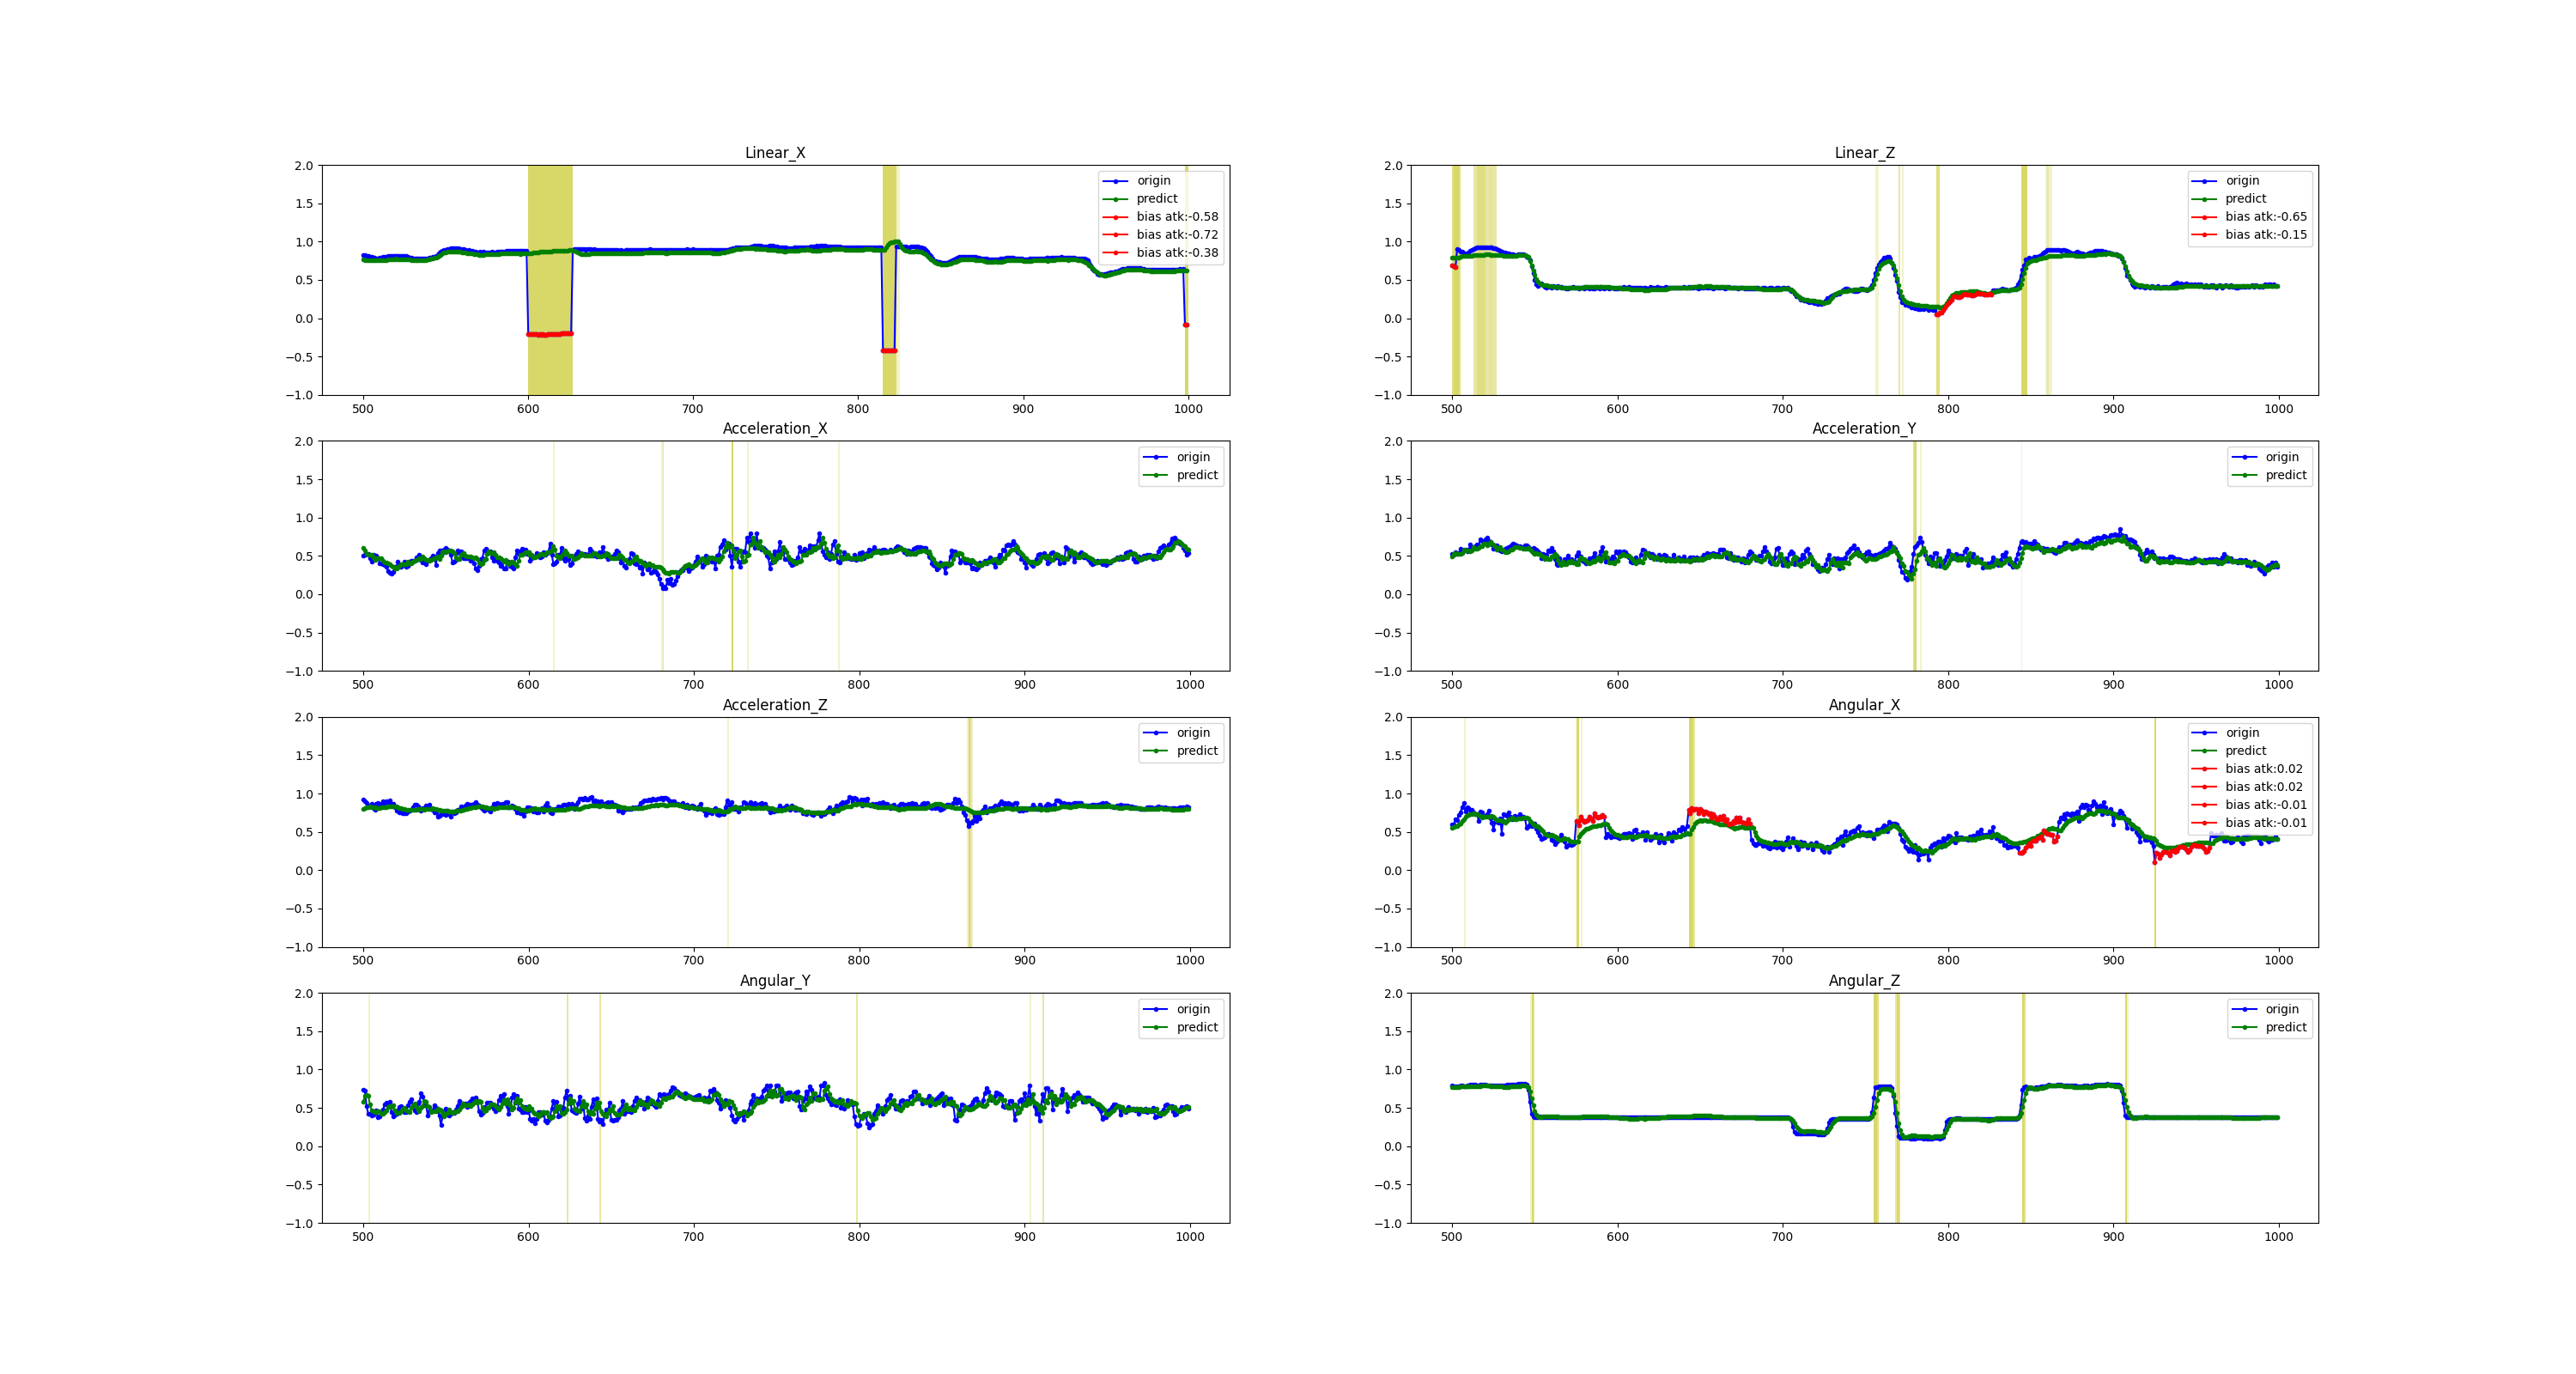 Linear_X
2.0
1.5
1.0
0.5
0.0
−0.5
−1.0
500 600 700 800 900 1000
origin
predict
bias atk:-0.58
bias atk:-0.72
bias atk:-0.38
Linear_Z
2.0
1.5
1.0
0.5
0.0
−0.5
−1.0
500 600 700 800 900 1000
origin
predict
bias atk:-0.65
bias atk:-0.15
Acceleration_X
2.0
1.5
1.0
0.5
0.0
−0.5
−1.0
500 600 700 800 900 1000
origin
predict
Acceleration_Y
2.0
1.5
1.0
0.5
0.0
−0.5
−1.0
500 600 700 800 900 1000
origin
predict
Acceleration_Z
2.0
1.5
1.0
0.5
0.0
−0.5
−1.0
500 600 700 800 900 1000
origin
predict
Angular_X
2.0
1.5
1.0
0.5
0.0
−0.5
−1.0
500 600 700 800 900 1000
origin
predict
bias atk:0.02
bias atk:0.02
bias atk:-0.01
bias atk:-0.01
Angular_Y
2.0
1.5
1.0
0.5
0.0
−0.5
−1.0
500 600 700 800 900 1000
origin
predict
Angular_Z
2.0
1.5
1.0
0.5
0.0
−0.5
−1.0
500 600 700 800 900 1000
origin
predict